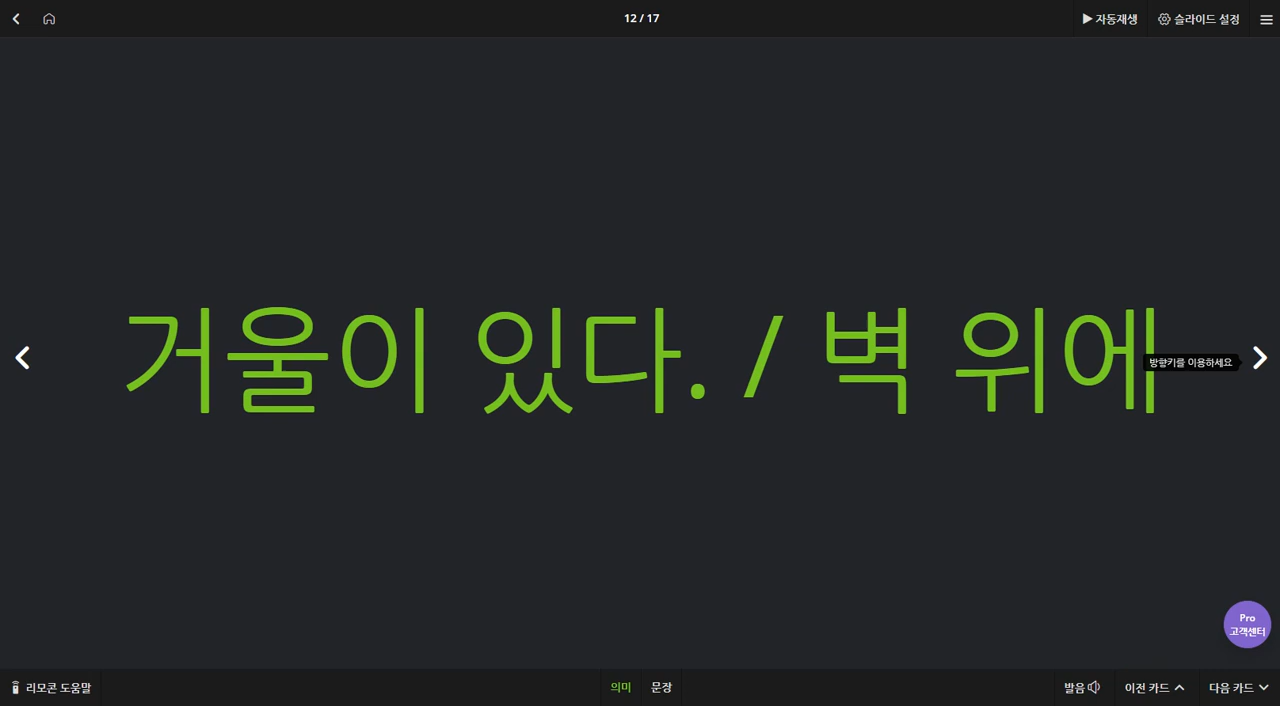 12 / 17
자동재생
슬라이드 설정
거울이 있다. / 벽 위에
방향키를 이용하세요
Pro
고객센터
리모콘 도움말
의미
문장
발음
이전 카드
다음 카드